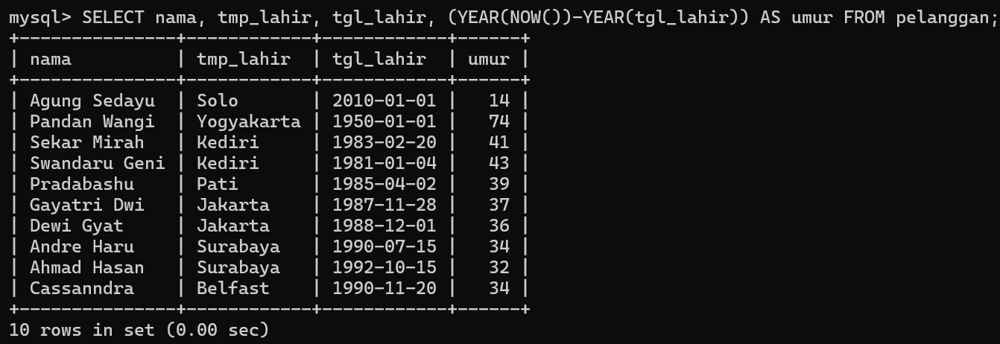 mysql> SELECT nama, tmp_lahir, tgl_lahir, (YEAR(NOW())-YEAR(tgl_lahir)) AS umur FROM pelanggan;
+---------------+------------+------------+------+
| nama          | tmp_lahir  | tgl_lahir  | umur |
+---------------+------------+------------+------+
| Agung Sedayu  | Solo       | 2010-01-01 |   14 |
| Pandan Wangi  | Yogyakarta | 1950-01-01 |   74 |
| Sekar Mirah   | Kediri     | 1983-02-20 |   41 |
| Swandaru Geni | Kediri     | 1981-01-04 |   43 |
| Pradabashu    | Pati       | 1985-04-02 |   39 |
| Gayatri Dwi   | Jakarta    | 1987-11-28 |   37 |
| Dewi Gyat     | Jakarta    | 1988-12-01 |   36 |
| Andre Haru    | Surabaya   | 1990-07-15 |   34 |
| Ahmad Hasan   | Surabaya   | 1992-10-15 |   32 |
| Cassanndra    | Belfast    | 1990-11-20 |   34 |
+---------------+------------+------------+------+
10 rows in set (0.00 sec)